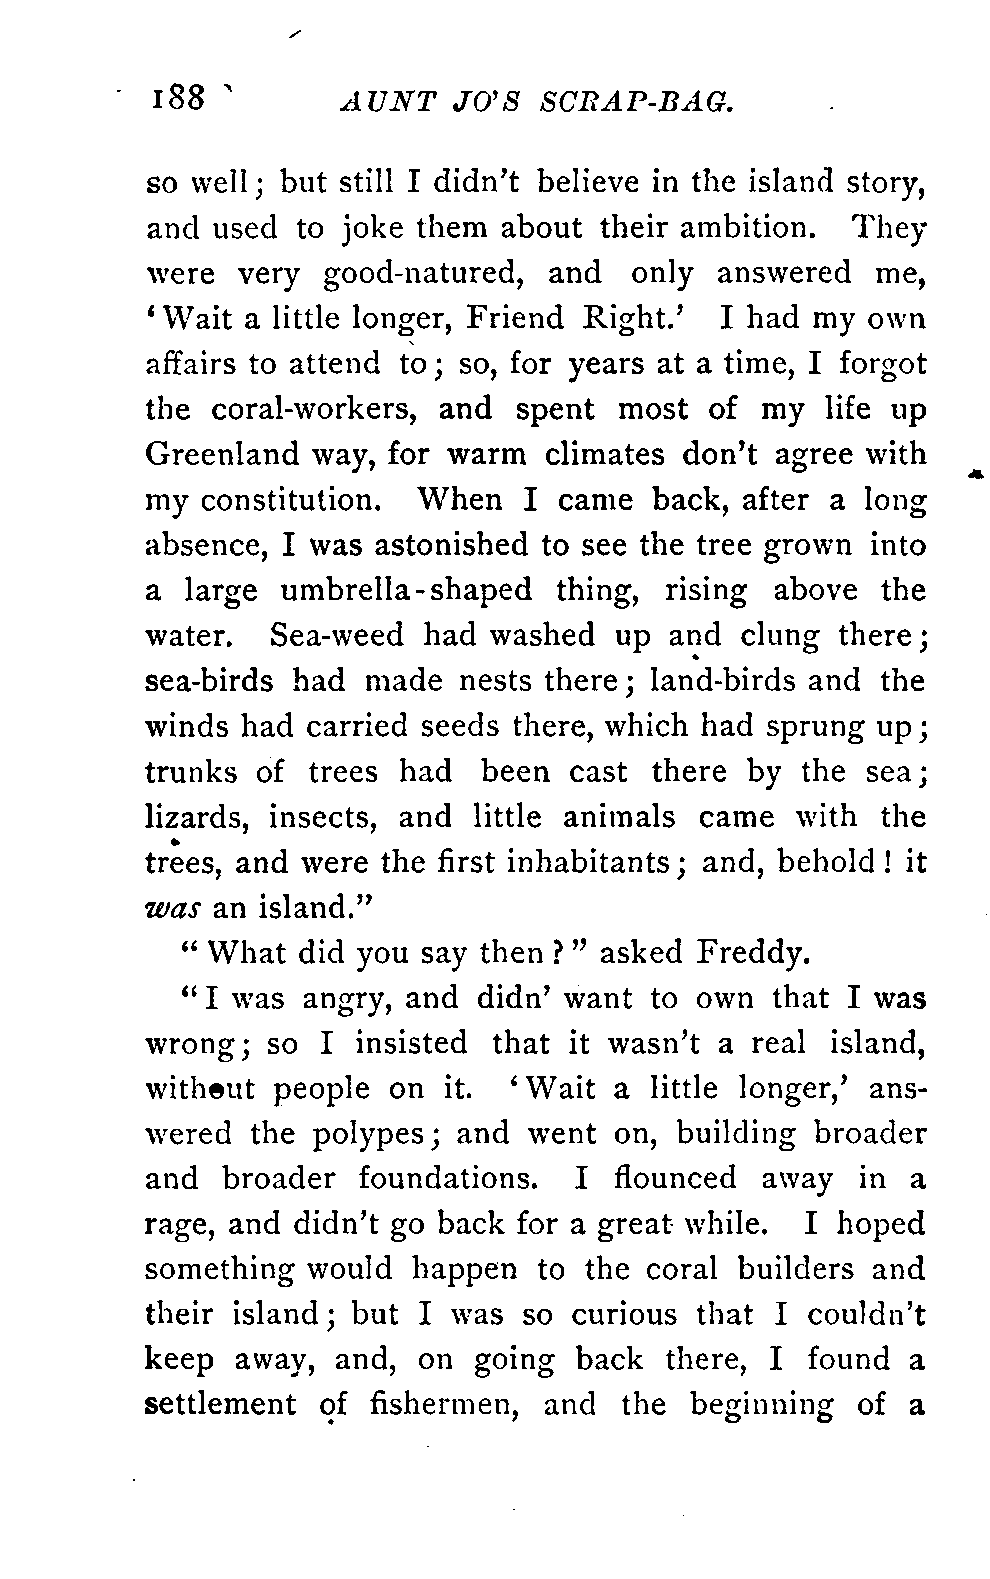 188 AUNT JO'S SCRAP-BAG.
so well; but still I didn't believe in the island story,
and used to joke them about their ambition. They
were very good-natured, and only answered me,
'Wait a little longer, Friend Right.' I had my own
affairs to attend to; so, for years at a time, I forgot
the coral-workers, and spent most of my life up
Greenland way, for warm climates don't agree with
my constitution. When I came back, after a long
absence, I was astonished to see the tree grown into
a large umbrella-shaped thing, rising above the
water. Sea-weed had washed up and clung there;
sea-birds had made nests there; land-birds and the
winds had carried seeds there, which had sprung up;
trunks of trees had been cast there by the sea;
lizards, insects, and little animals came with the
trees, and were the first inhabitants; and, behold! it
was an island."
"What did you say then?" asked Freddy.
"I was angry, and didn' want to own that I was
wrong; so I insisted that it wasn't a real island,
without people on it. 'Wait a little longer,' ans-
wered the polypes; and went on, building broader
and broader foundations. I flounced away in a
rage, and didn't go back for a great while. I hoped
something would happen to the coral builders and
their island; but I was so curious that I couldn't
keep away, and, on going back there, I found a
settlement of fishermen, and the beginning of a